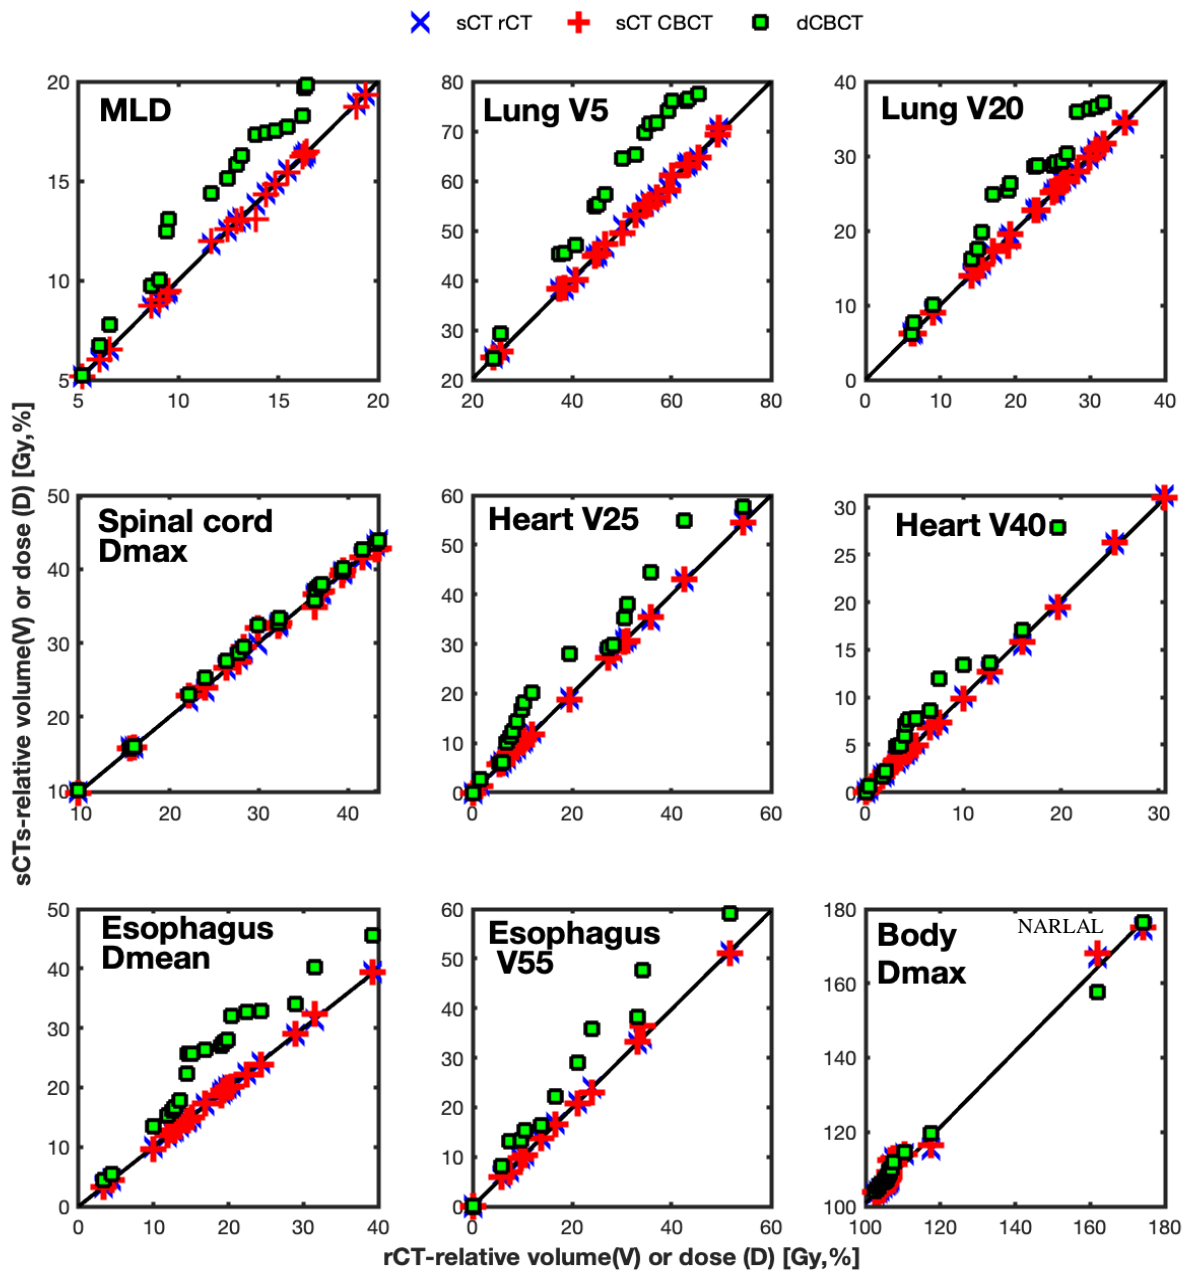 sCT rCT sCT CBCT dCBCT
MLD
20
15
10
5
5 10 15 20
Lung V5
80
70
60
50
40
30
20
20 40 60 80
Lung V20
40
30
20
10
0
0 10 20 30 40
sCTs-relative volume(V) or dose (D) [Gy,%]
Spinal cord
Dmax
50
40
30
20
10
10 20 30 40
Heart V25
60
50
40
30
20
10
0
0 20 40 60
Heart V40
30
25
20
15
10
5
0
0 10 20 30
Esophagus
Dmean
50
40
30
20
10
0
0 10 20 30 40
Esophagus
V55
60
50
40
30
20
10
0
0 20 40 60
Body
Dmax
NARLAL
180
160
140
120
100
100 120 140 160 180
rCT-relative volume(V) or dose (D) [Gy,%]